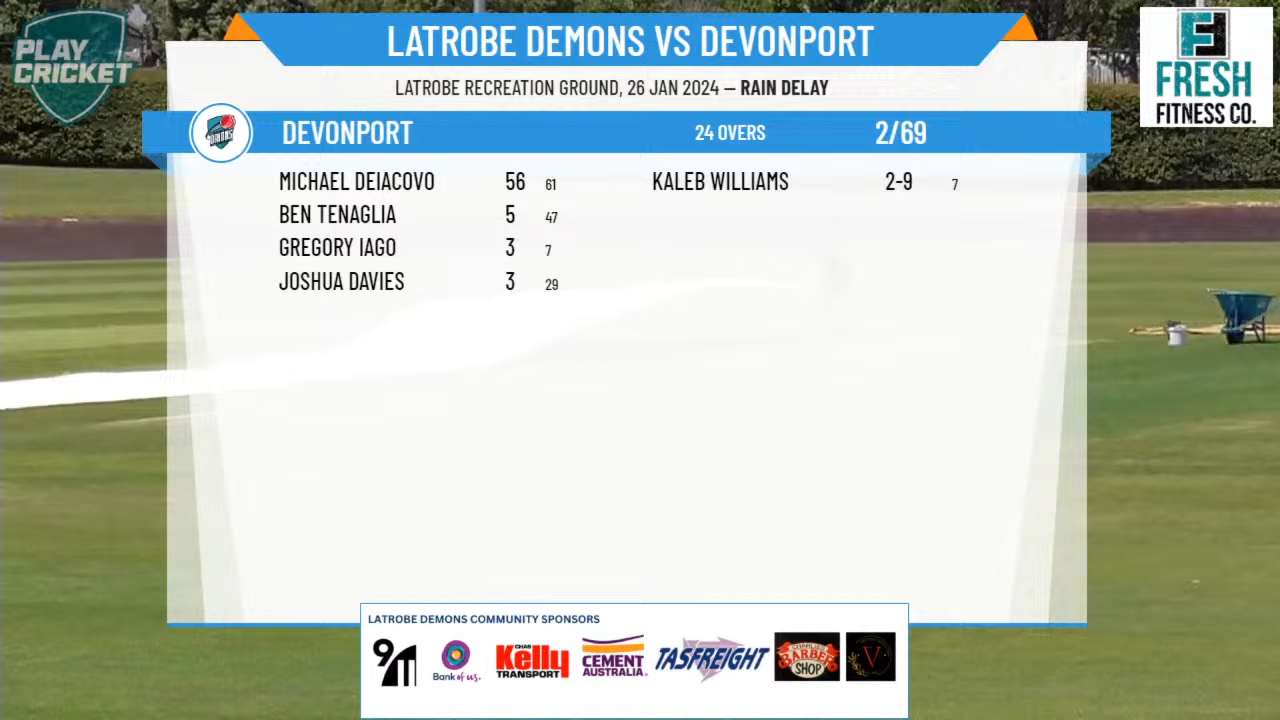 PLAY
CRICKET
LATROBE DEMONS VS DEVONPORT
FRESH
FITNESS CO.
LATROBE RECREATION GROUND, 26 JAN 2024 – RAIN DELAY
DEVONPORT 24 OVERS 2/69
MICHAEL DEIACOVO 56 61 KALEB WILLIAMS 2-9 7
BEN TENAGLIA 5 47
GREGORY IAGO 3 7
JOSHUA DAVIES 3 29
LATROBE DEMONS COMMUNITY SPONSORS
Bank of us.
CHAS
Kelly
TRANSPORT
CEMENT
AUSTRALIA
TASFREIGHT
CHARLIE'S
BARBER
SHOP
V